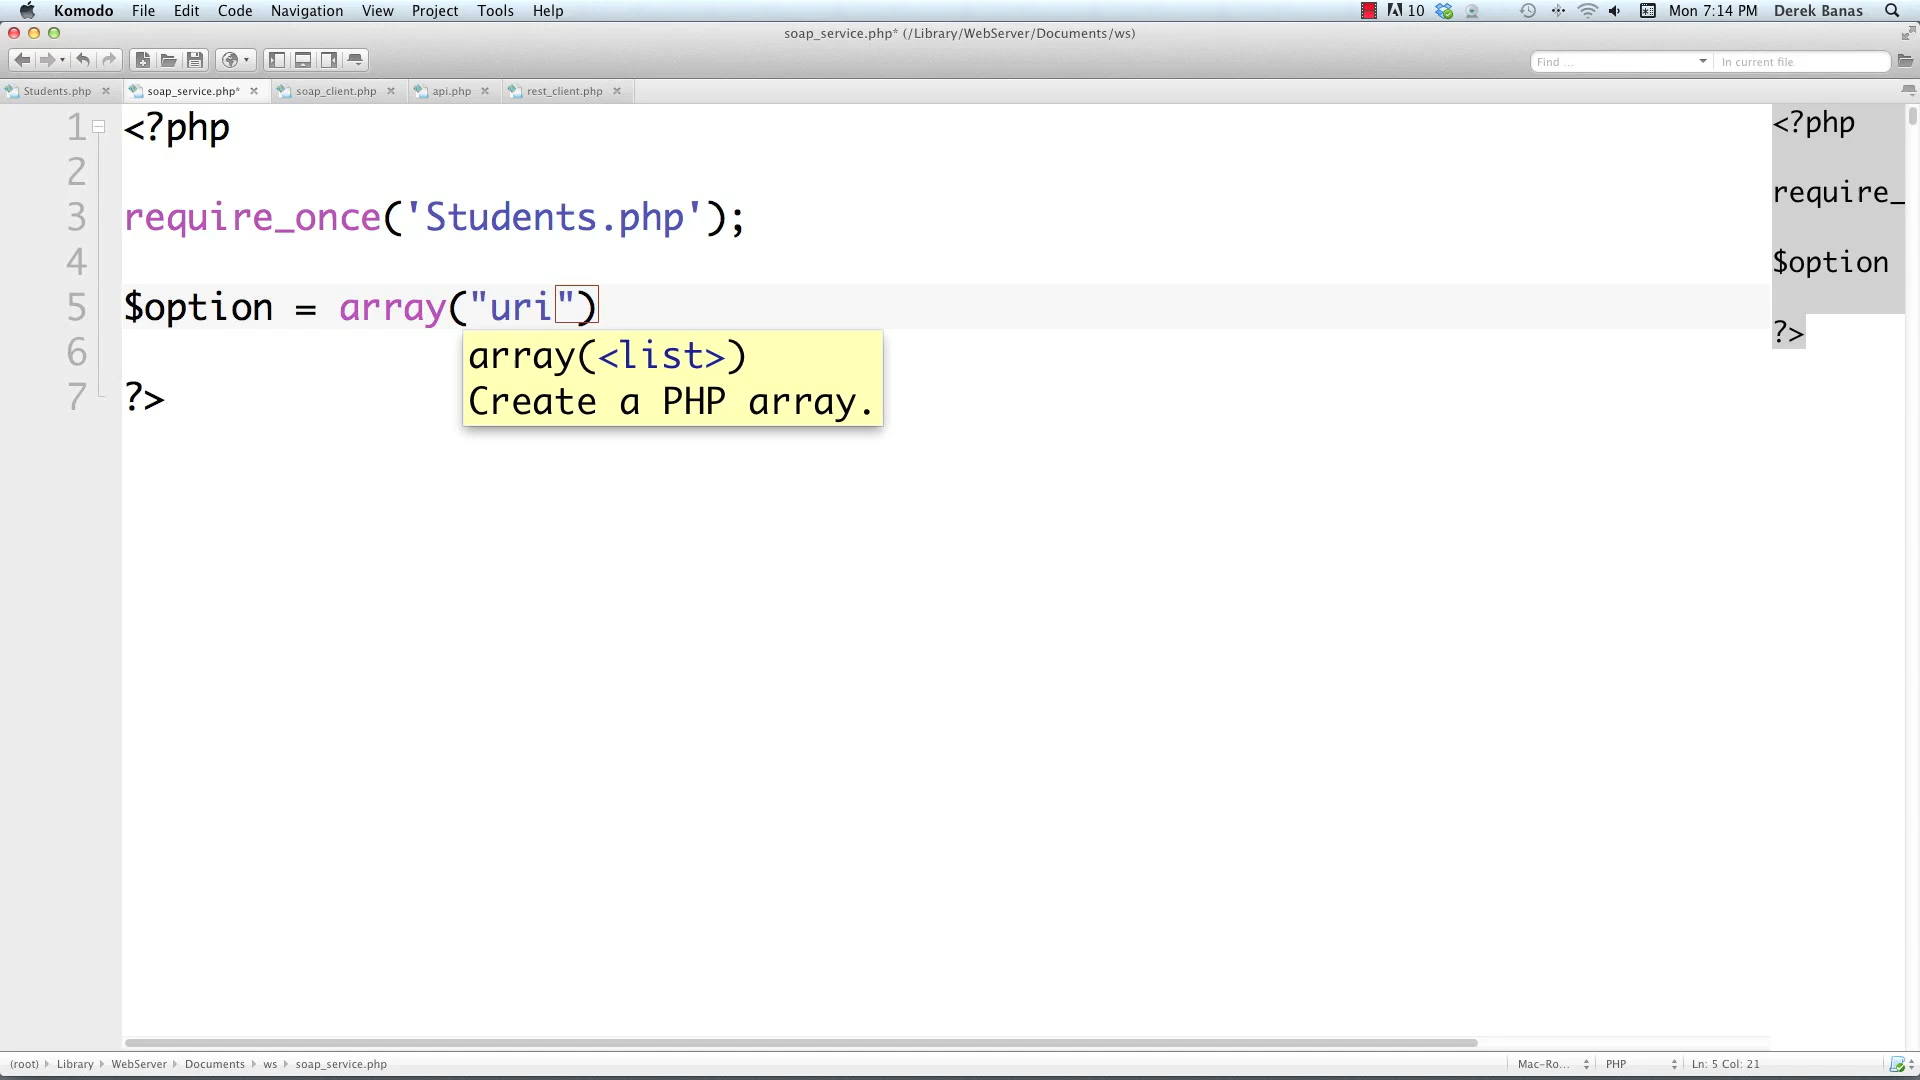 Komodo File Edit Code Navigation View Project Tools Help 10 Mon 7:14 PM Derek Banas
soap_service.php* (/Library/WebServer/Documents/ws)
Find ... In current file
Students.php soap_service.php* soap_client.php api.php rest_client.php
1 <?php
2
3 require_once('Students.php');
4
5 $option = array("uri")
6
7 ?>
array(<list>)
Create a PHP array.
<?php
require_
$option
?>
(root) Library WebServer Documents ws soap_service.php Mac-Ro... PHP Ln: 5 Col: 21